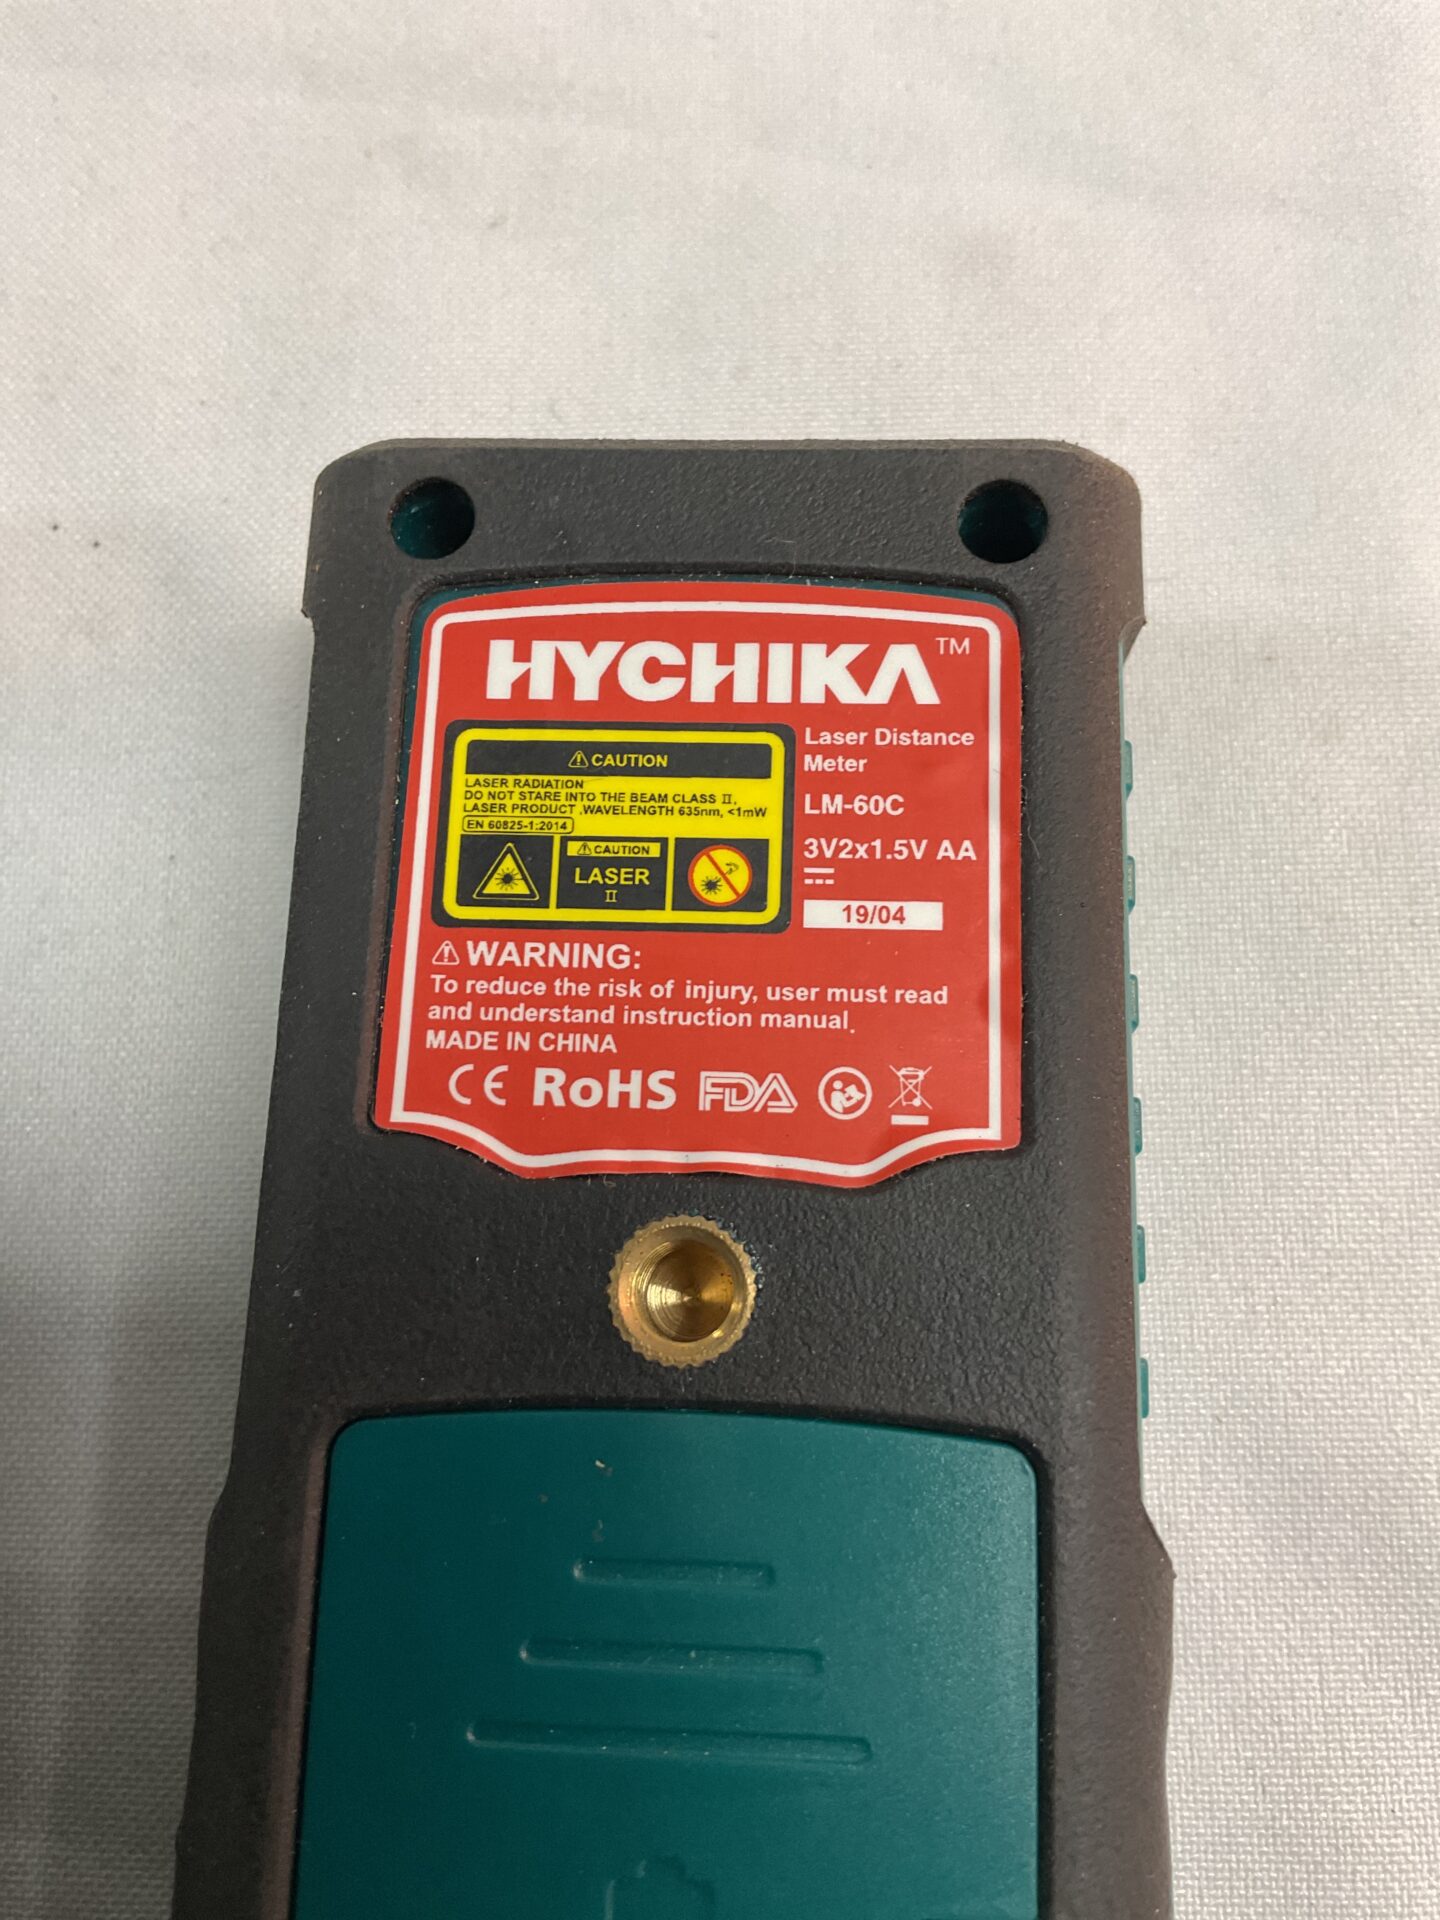 HYCHIKA™
⚠ CAUTION
LASER RADIATION
DO NOT STARE INTO THE BEAM CLASS Ⅱ,
LASER PRODUCT ,WAVELENGTH 635nm, <1mW
EN 60825-1:2014
⚠ CAUTION
LASER
Ⅱ
Laser Distance
Meter
LM-60C
3V2x1.5V AA
19/04
⚠ WARNING:
To reduce the risk of injury, user must read
and understand instruction manual.
MADE IN CHINA
CE RoHS FDA